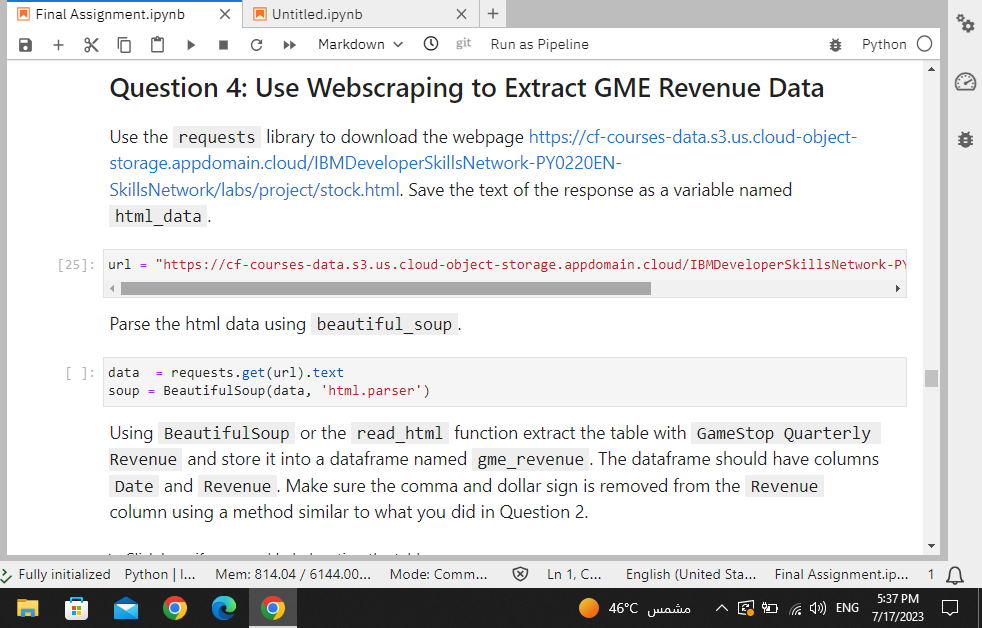 Final Assignment.ipynb
Untitled.ipynb
Markdown
git
Run as Pipeline
Python
Question 4: Use Webscraping to Extract GME Revenue Data
Use the requests library to download the webpage https://cf-courses-data.s3.us.cloud-object-
storage.appdomain.cloud/IBMDeveloperSkillsNetwork-PY0220EN-
SkillsNetwork/labs/project/stock.html. Save the text of the response as a variable named
html_data.
[25]: url = "https://cf-courses-data.s3.us.cloud-object-storage.appdomain.cloud/IBMDeveloperSkillsNetwork-PY
Parse the html data using beautiful_soup.
[ ]: data  = requests.get(url).text
soup = BeautifulSoup(data, 'html.parser')
Using BeautifulSoup or the read_html function extract the table with GameStop Quarterly
Revenue and store it into a dataframe named gme_revenue. The dataframe should have columns
Date and Revenue. Make sure the comma and dollar sign is removed from the Revenue
column using a method similar to what you did in Question 2.
Fully initialized
Python | I...
Mem: 814.04 / 6144.00...
Mode: Comm...
Ln 1, C...
English (United Sta...
Final Assignment.ip...
1
46°C مشمس
ENG
5:37 PM
7/17/2023